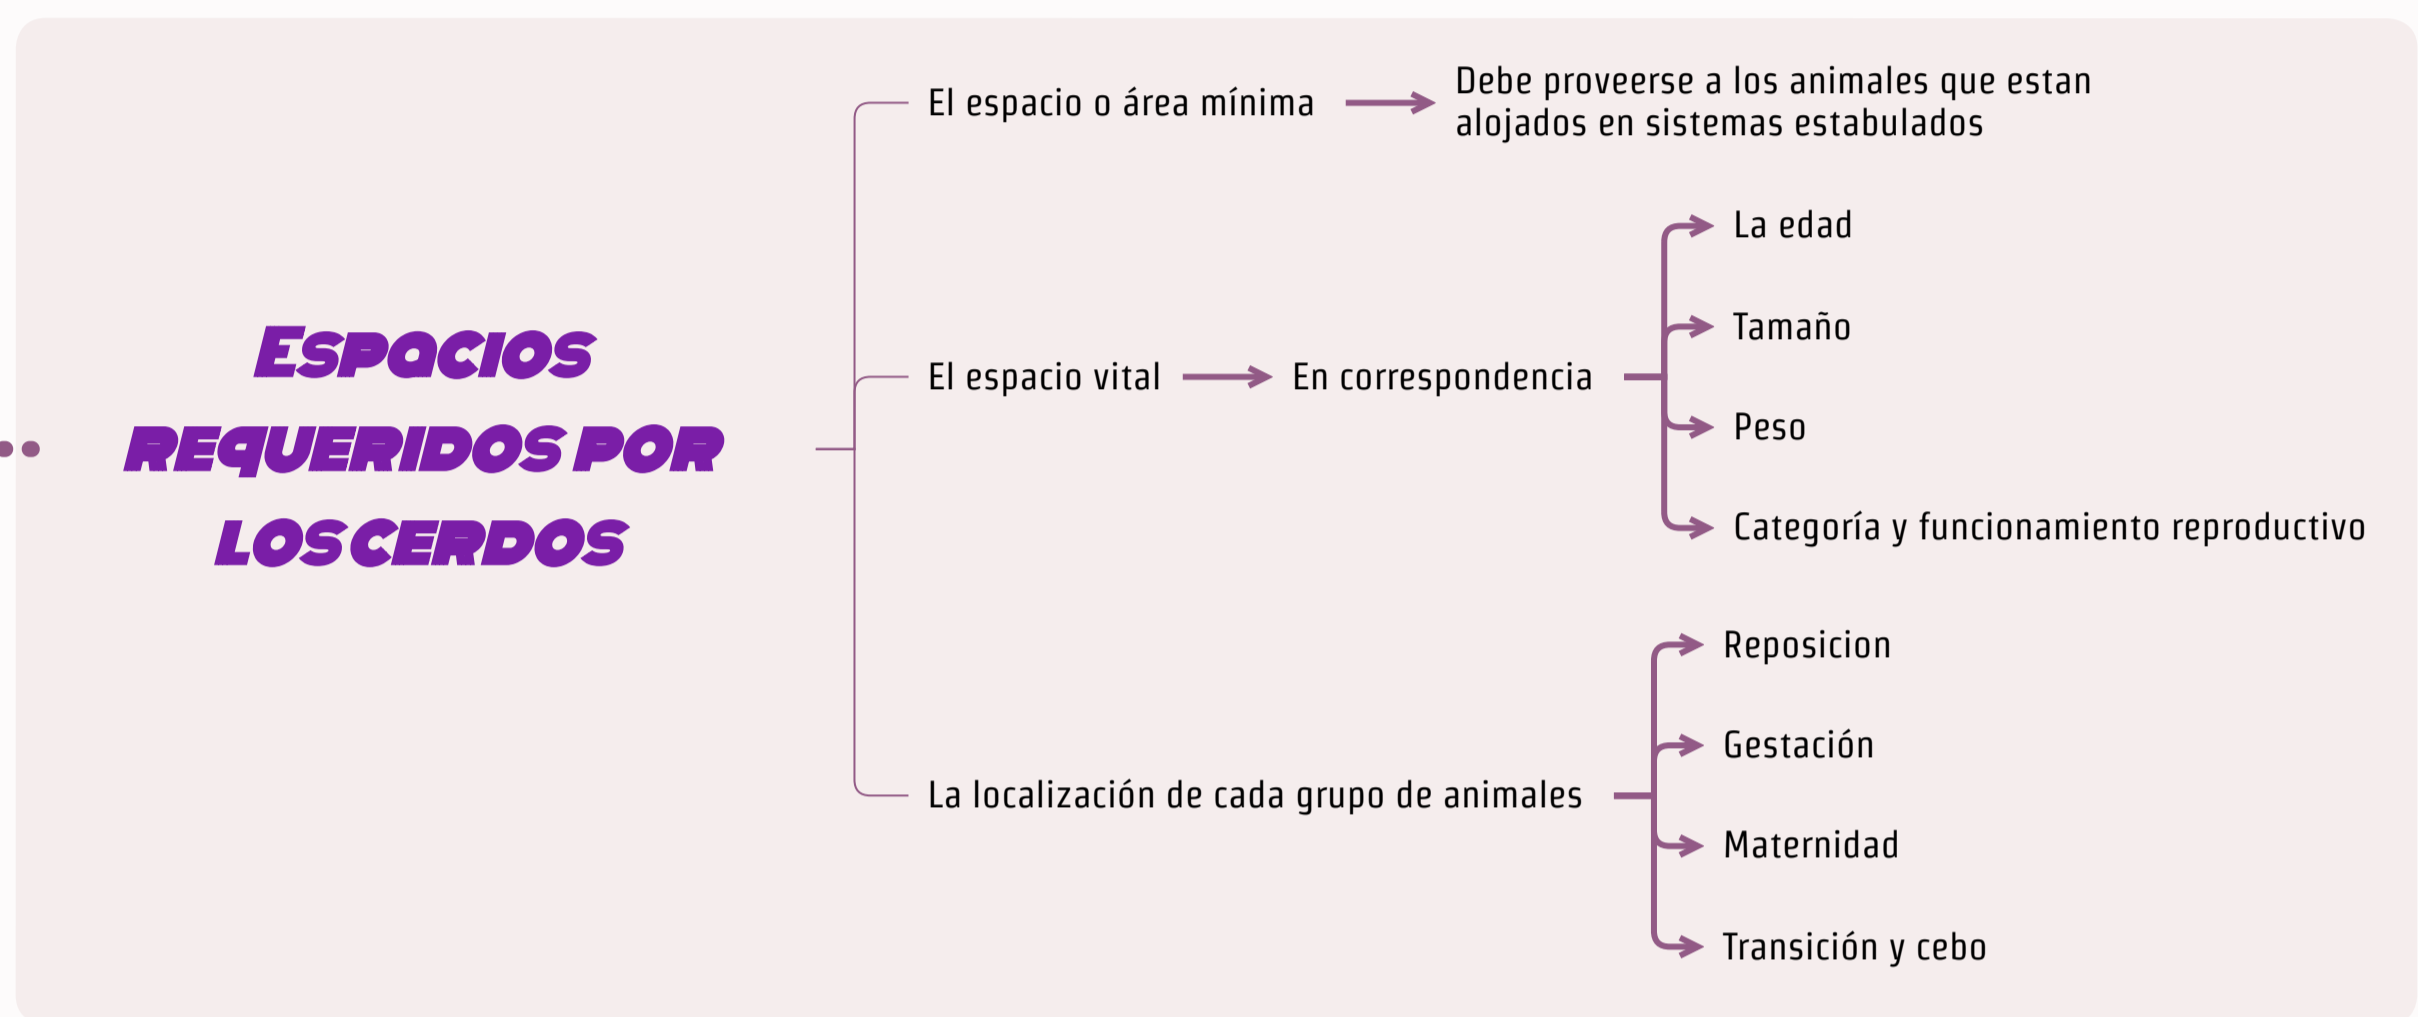 Espacios
requeridos por
los cerdos
El espacio o área mínima
Debe proveerse a los animales que estan
alojados en sistemas estabulados
El espacio vital
En correspondencia
La edad
Tamaño
Peso
Categoría y funcionamiento reproductivo
La localización de cada grupo de animales
Reposicion
Gestación
Maternidad
Transición y cebo